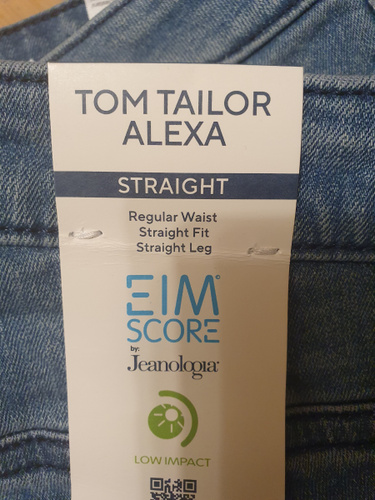 TOM TAILOR
ALEXA
STRAIGHT
Regular Waist
Straight Fit
Straight Leg
EIM
SCORE
by:
Jeanologia
LOW IMPACT